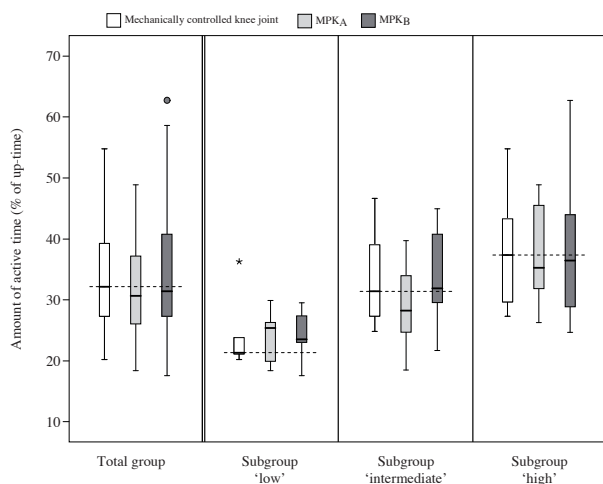 Mechanically controlled knee joint MPKA MPKB
Amount of active time (% of up-time)
70
60
50
40
30
20
10
Total group
Subgroup
‘low’
Subgroup
‘intermediate’
Subgroup
‘high’